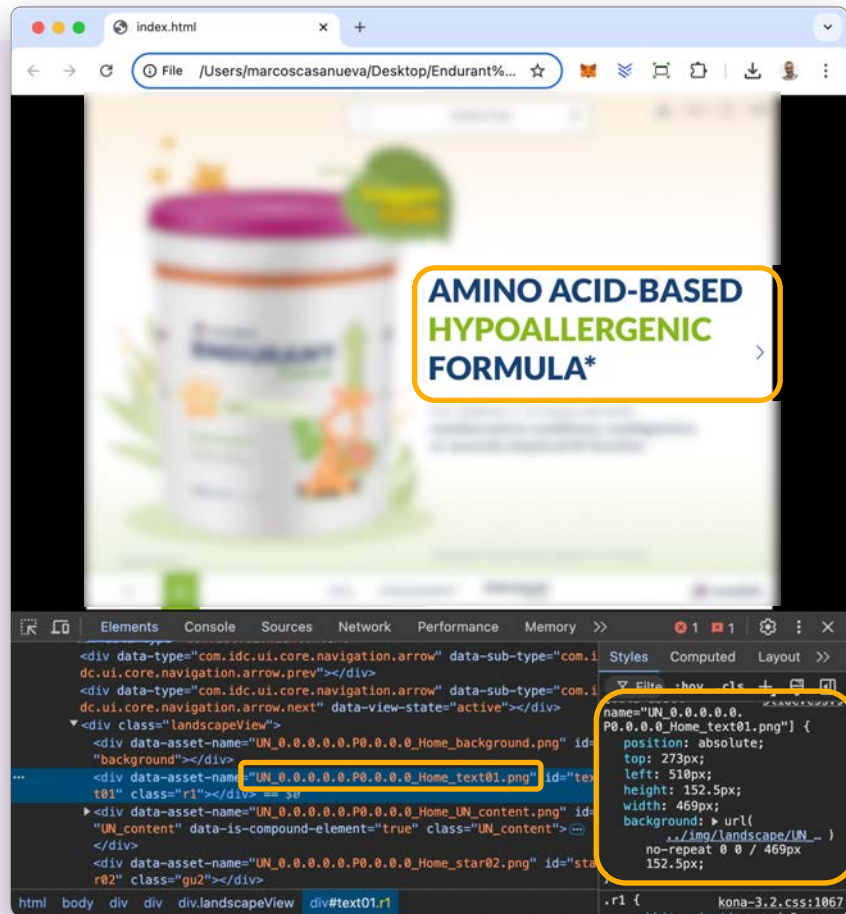 index.html
File /Users/marcoscasanueva/Desktop/Endurant%...
ENDURANT
AMINO ACID-BASED
HYPOALLERGENIC
FORMULA*
Elements Console Sources Network Performance Memory 1 1
<div data-type="com.idc.ui.core.navigation.arrow" data-sub-type="com.i
dc.ui.core.navigation.arrow.prev"></div>
<div data-type="com.idc.ui.core.navigation.arrow" data-sub-type="com.i
dc.ui.core.navigation.arrow.next" data-view-state="active"></div>
<div class="landscapeView">
<div data-asset-name="UN_0.0.0.0.0.P0.0.0.0_Home_background.png" id=
"background"></div>
<div data-asset-name="UN_0.0.0.0.0.P0.0.0.0_Home_text01.png" id="tex
t01" class="r1"></div> == $0
<div data-asset-name="UN_0.0.0.0.0.P0.0.0.0_Home_UN_content.png" id=
"UN_content" data-is-compound-element="true" class="UN_content">
</div>
<div data-asset-name="UN_0.0.0.0.0.P0.0.0.0_Home_star02.png" id="sta
r02" class="gu2"></div>
html body div div div.landscapeView div#text01.r1
Styles Computed Layout
Filte :hov .cls
name="UN_0.0.0.0.0.
P0.0.0.0_Home_text01.png"] {
position: absolute;
top: 273px;
left: 510px;
height: 152.5px;
width: 469px;
background: url(
../img/landscape/UN_… )
no-repeat 0 0 / 469px
152.5px;
.r1 { kona-3.2.css:1067